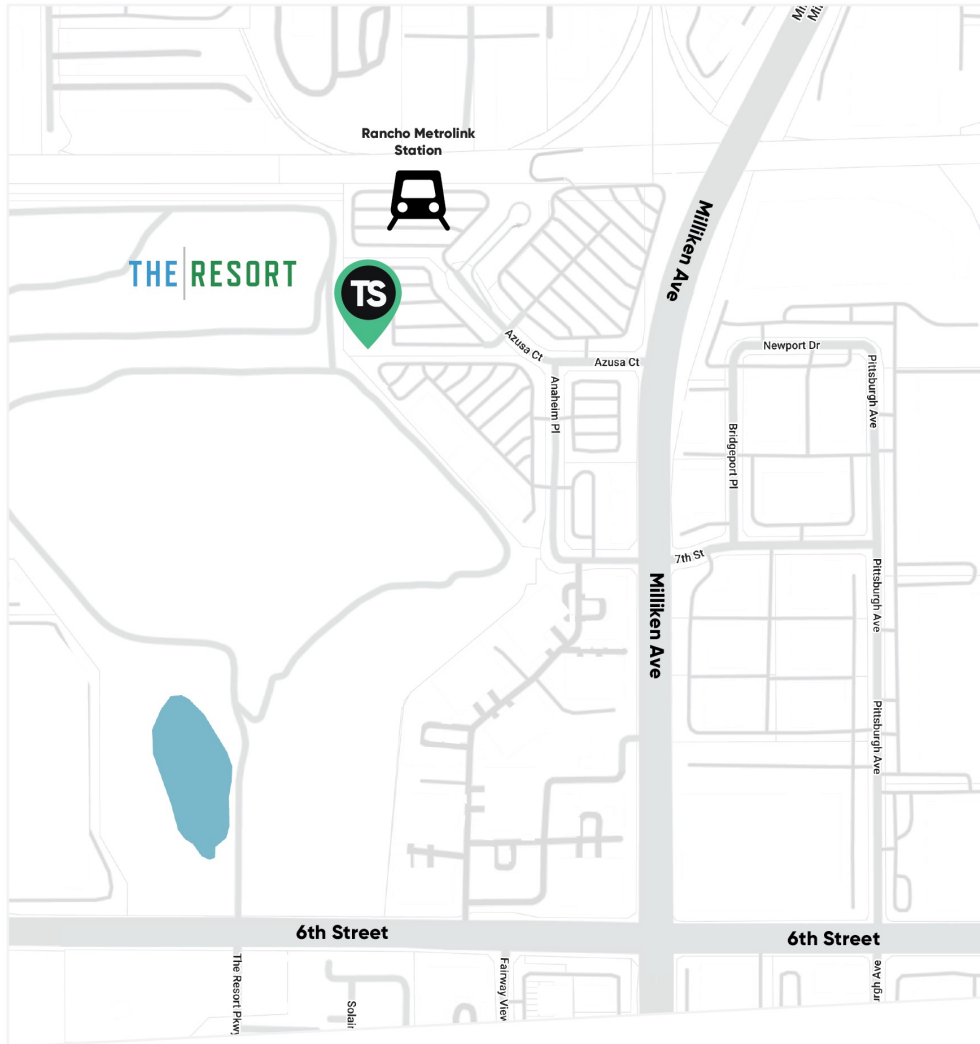 Rancho Metrolink
Station
THE RESORT
TS
Milliken Ave
Azusa Ct
Azusa Ct
Newport Dr
Pittsburgh Ave
Anaheim Pl
Bridgeport Pl
7th St
Milliken Ave
Pittsburgh Ave
Pittsburgh Ave
6th Street
6th Street
The Resort Pkwy
Fairway View